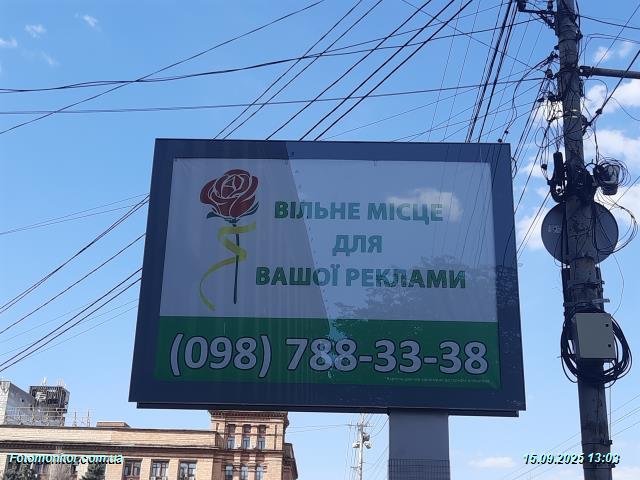 ВІЛЬНЕ МІСЦЕ
ДЛЯ
ВАШОЇ РЕКЛАМИ
(098) 788-33-38
Fotomonitor.com.ua
15.09.2025 13:03